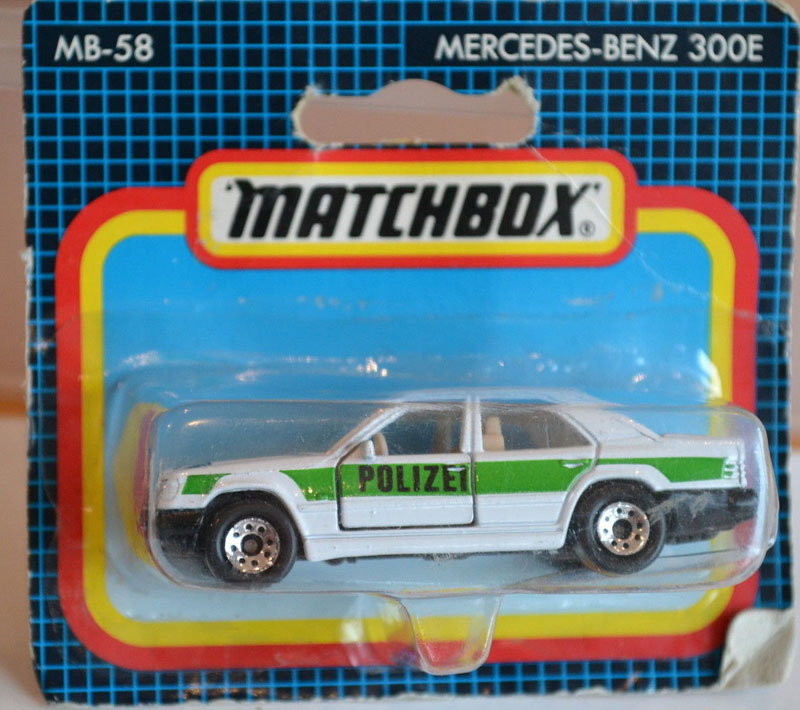 MB-58
MERCEDES-BENZ 300E
"MATCHBOX"®
POLIZEI